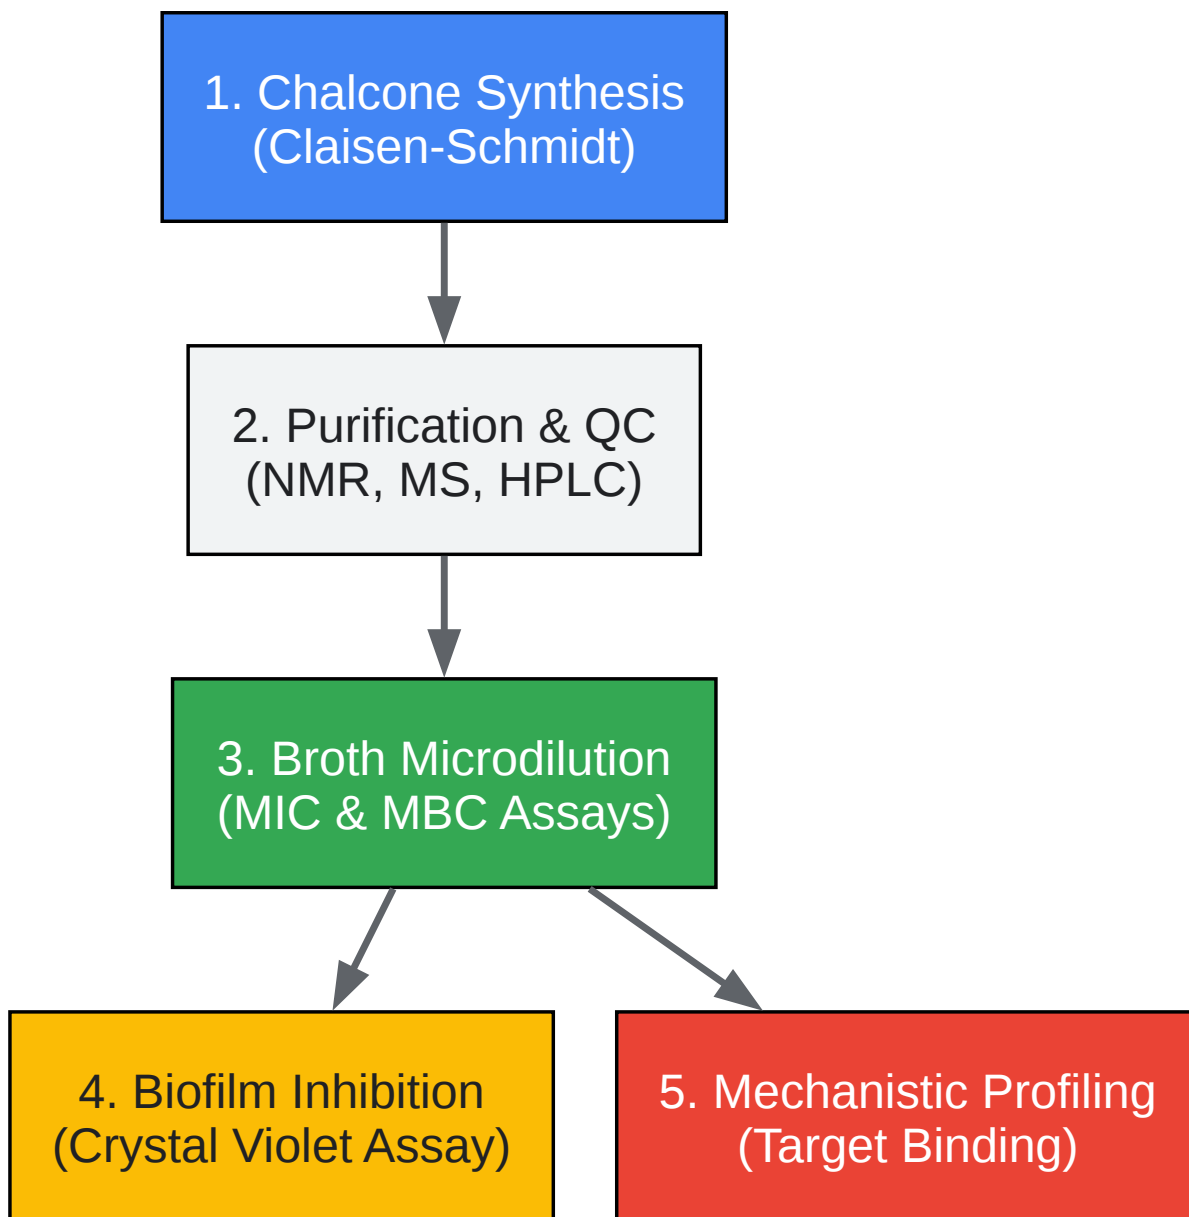 1. Chalcone Synthesis
(Claisen-Schmidt)
2. Purification & QC
(NMR, MS, HPLC)
3. Broth Microdilution
(MIC & MBC Assays)
4. Biofilm Inhibition
(Crystal Violet Assay)
5. Mechanistic Profiling
(Target Binding)